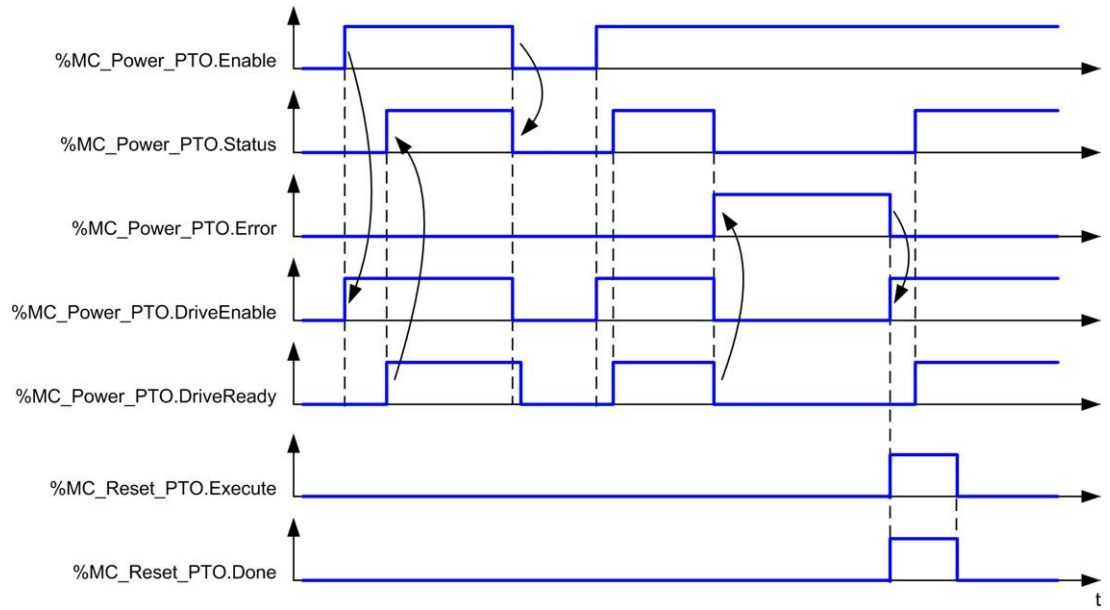 %MC_Power_PTO.Enable
%MC_Power_PTO.Status
%MC_Power_PTO.Error
%MC_Power_PTO.DriveEnable
%MC_Power_PTO.DriveReady
%MC_Reset_PTO.Execute
%MC_Reset_PTO.Done
t